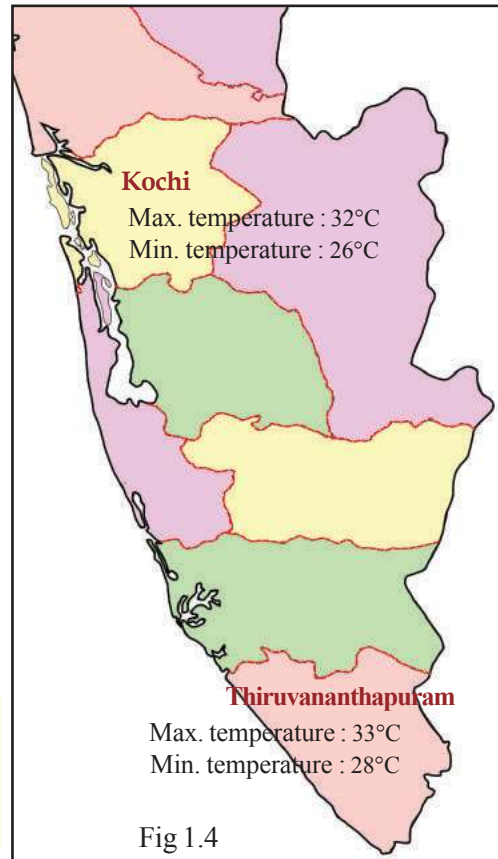 Kochi
Max. temperature : 32°C
Min. temperature : 26°C
Thiruvananthapuram
Max. temperature : 33°C
Min. temperature : 28°C
Fig 1.4